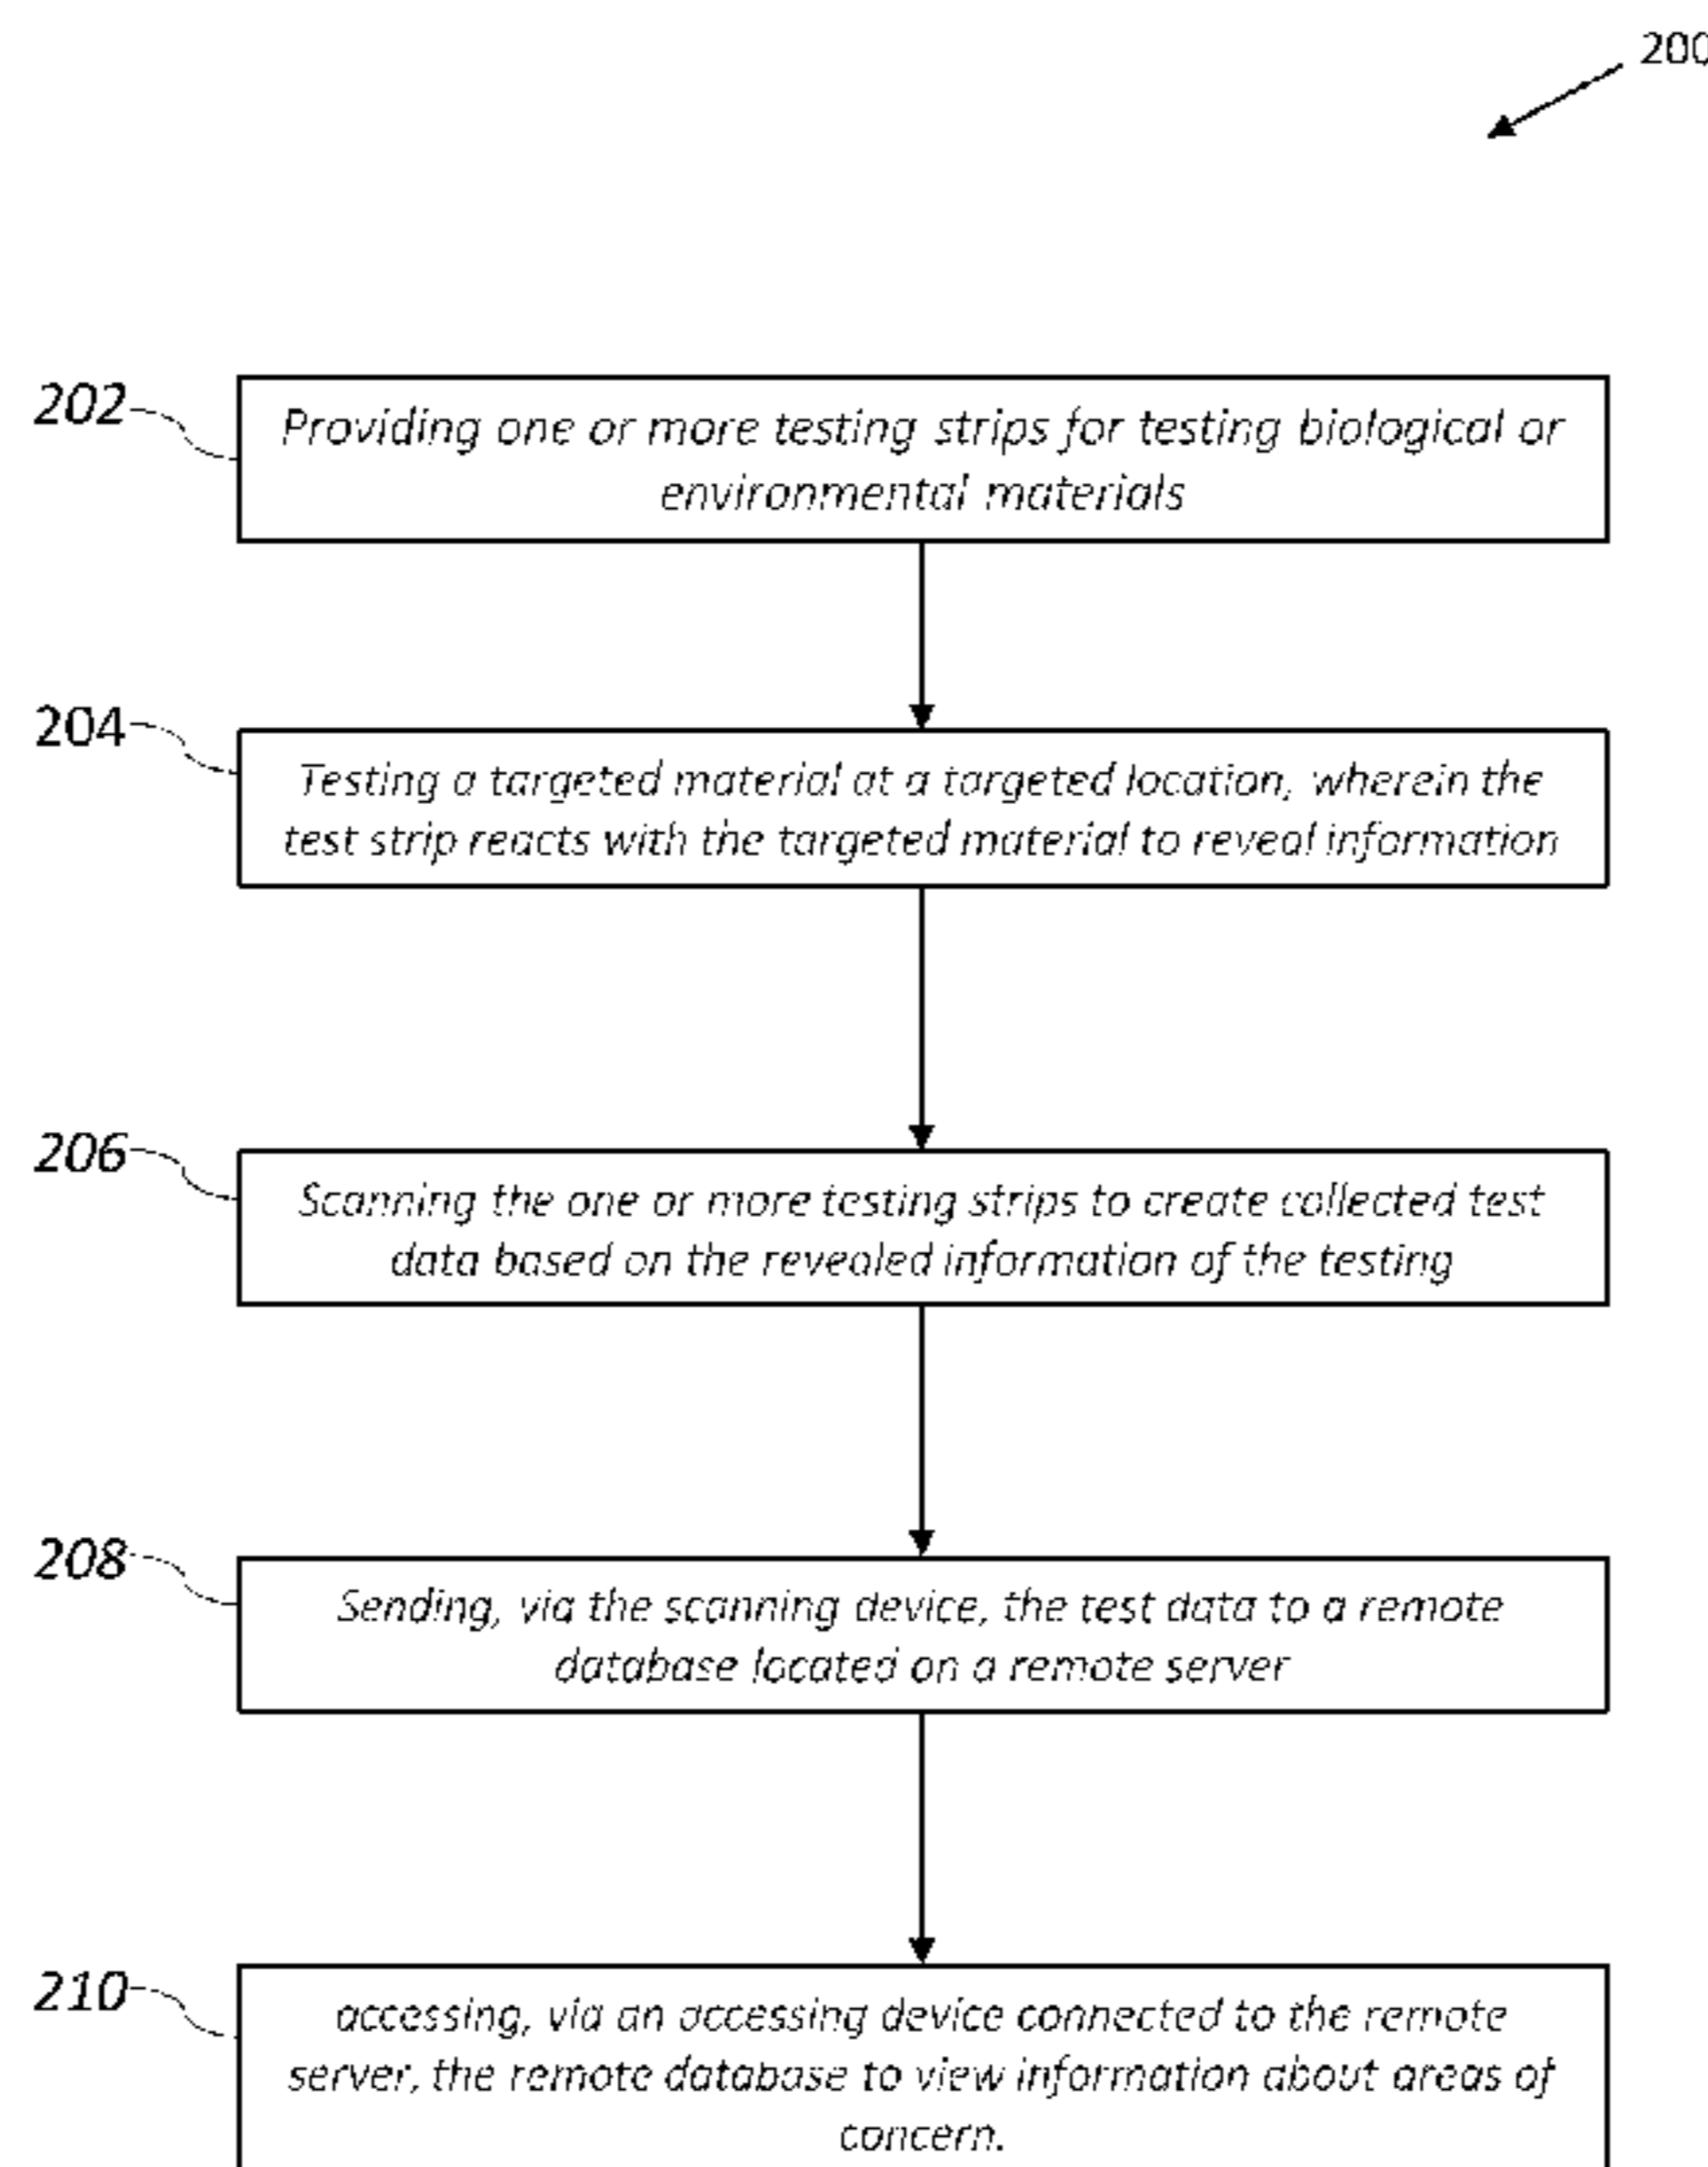 200
202
Providing one or more testing strips for testing biological or
environmental materials
204
Testing a targeted material at a targeted location, wherein the
test strip reacts with the targeted material to reveal information
206
Scanning the one or more testing strips to create collected test
data based on the revealed information of the testing
208
Sending, via the scanning device, the test data to a remote
database located on a remote server
210
accessing, via an accessing device connected to the remote
server, the remote database to view information about areas of
concern.